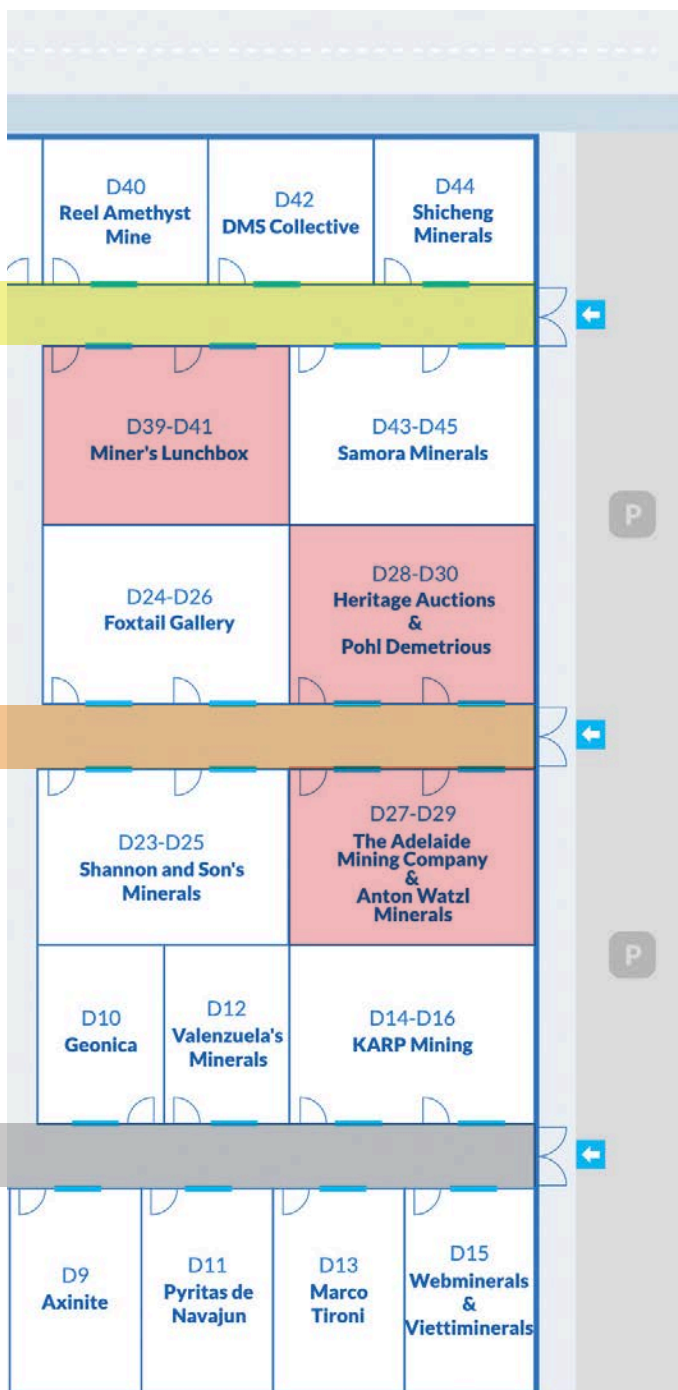 D40
Reel Amethyst
Mine
D42
DMS Collective
D44
Shicheng
Minerals
D39-D41
Miner's Lunchbox
D43-D45
Samora Minerals
P
D24-D26
Foxtail Gallery
D28-D30
Heritage Auctions
&
Pohl Demetrious
D23-D25
Shannon and Son's
Minerals
D27-D29
The Adelaide
Mining Company
&
Anton Watzl
Minerals
P
D10
Geonica
D12
Valenzuela's
Minerals
D14-D16
KARP Mining
D9
Axinite
D11
Pyritas de
Navajun
D13
Marco
Tironi
D15
Webminerals
&
Viettiminerals